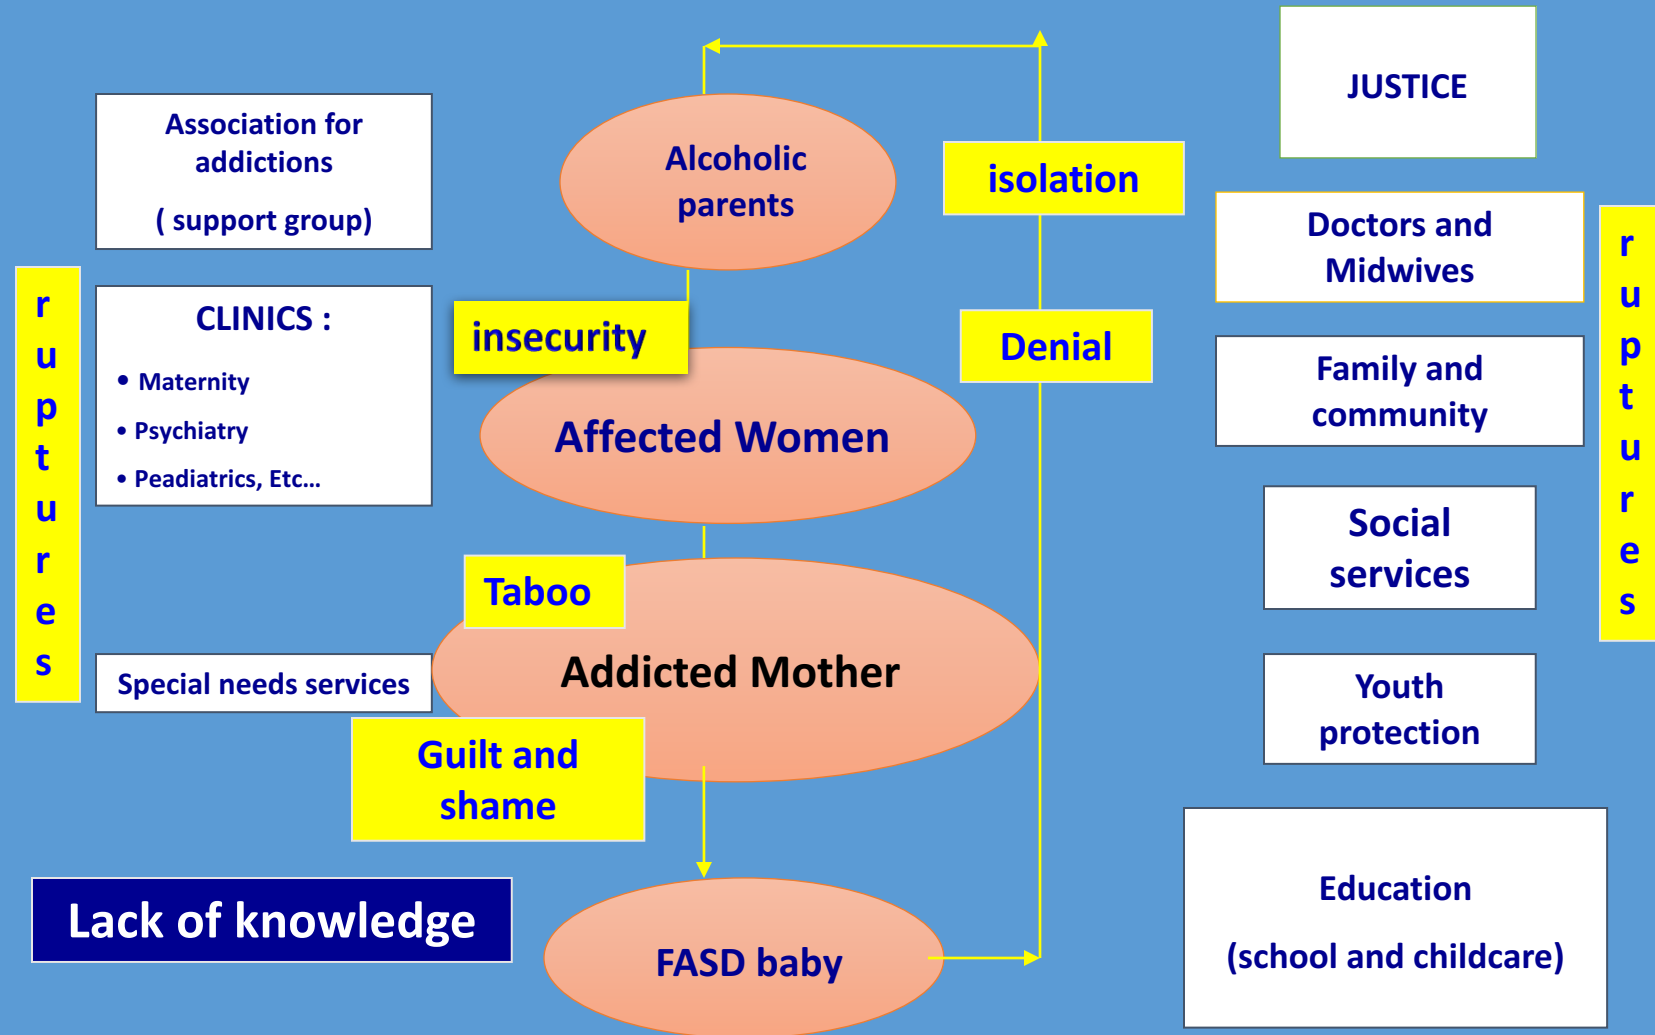 Association for
addictions
( support group)
ruptures
CLINICS :
• Maternity
• Psychiatry
• Peadiatrics, Etc...
Special needs services
Lack of knowledge
Alcoholic
parents
insecurity
Affected Women
Taboo
Addicted Mother
Guilt and
shame
FASD baby
isolation
Denial
JUSTICE
Doctors and
Midwives
Family and
community
Social
services
Youth
protection
Education
(school and childcare)
ruptures